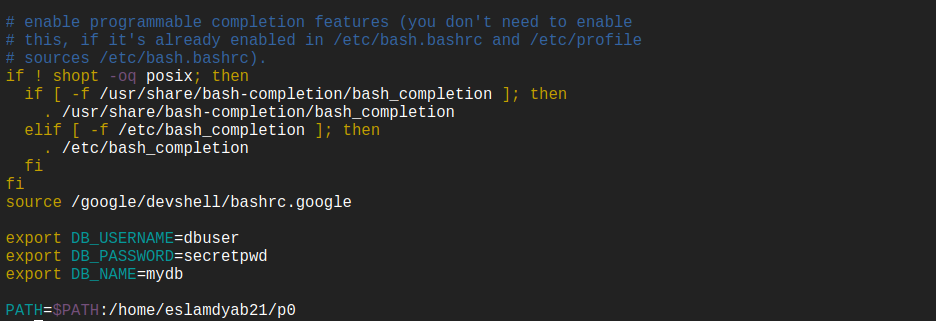 # enable programmable completion features (you don't need to enable
# this, if it's already enabled in /etc/bash.bashrc and /etc/profile
# sources /etc/bash.bashrc).
if ! shopt -oq posix; then
  if [ -f /usr/share/bash-completion/bash_completion ]; then
    . /usr/share/bash-completion/bash_completion
  elif [ -f /etc/bash_completion ]; then
    . /etc/bash_completion
  fi
fi
source /google/devshell/bashrc.google

export DB_USERNAME=dbuser
export DB_PASSWORD=secretpwd
export DB_NAME=mydb

PATH=$PATH:/home/eslamdyab21/p0